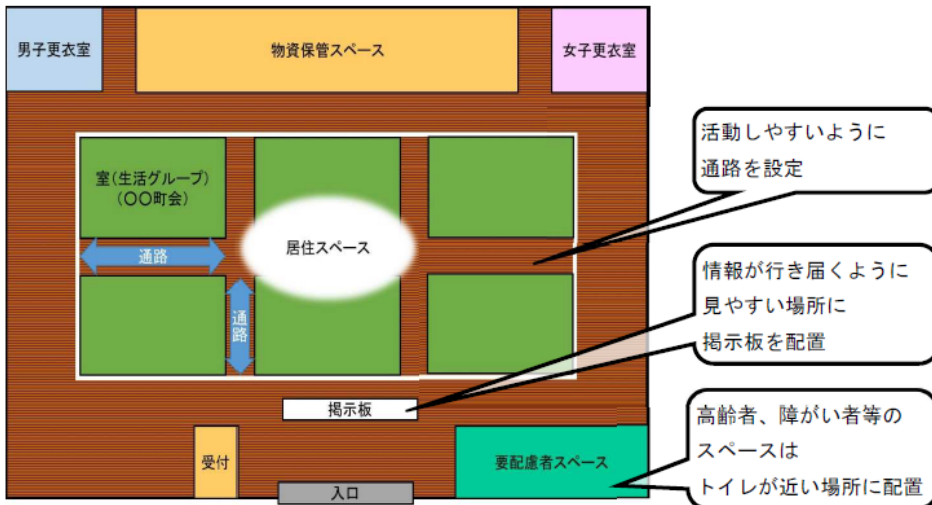 男子更衣室
物資保管スペース
女子更衣室
室(生活グループ)
(〇〇町会)
居住スペース
通路
通路
掲示板
受付
要配慮者スペース
入口
活動しやすいように
通路を設定
情報が行き届くように
見やすい場所に
掲示板を配置
高齢者、障がい者等の
スペースは
トイレが近い場所に配置